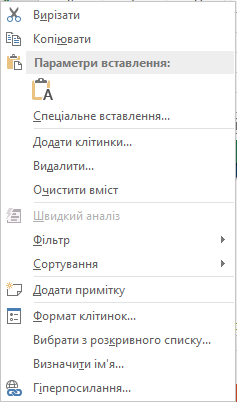 Вирізати
Копіювати
Параметри вставлення:
Спеціальне вставлення...
Додати клітинки...
Видалити...
Очистити вміст
Швидкий аналіз
Фільтр
Сортування
Додати примітку
Формат клітинок...
Вибрати з розкривного списку...
Визначити ім'я...
Гіперпосилання...